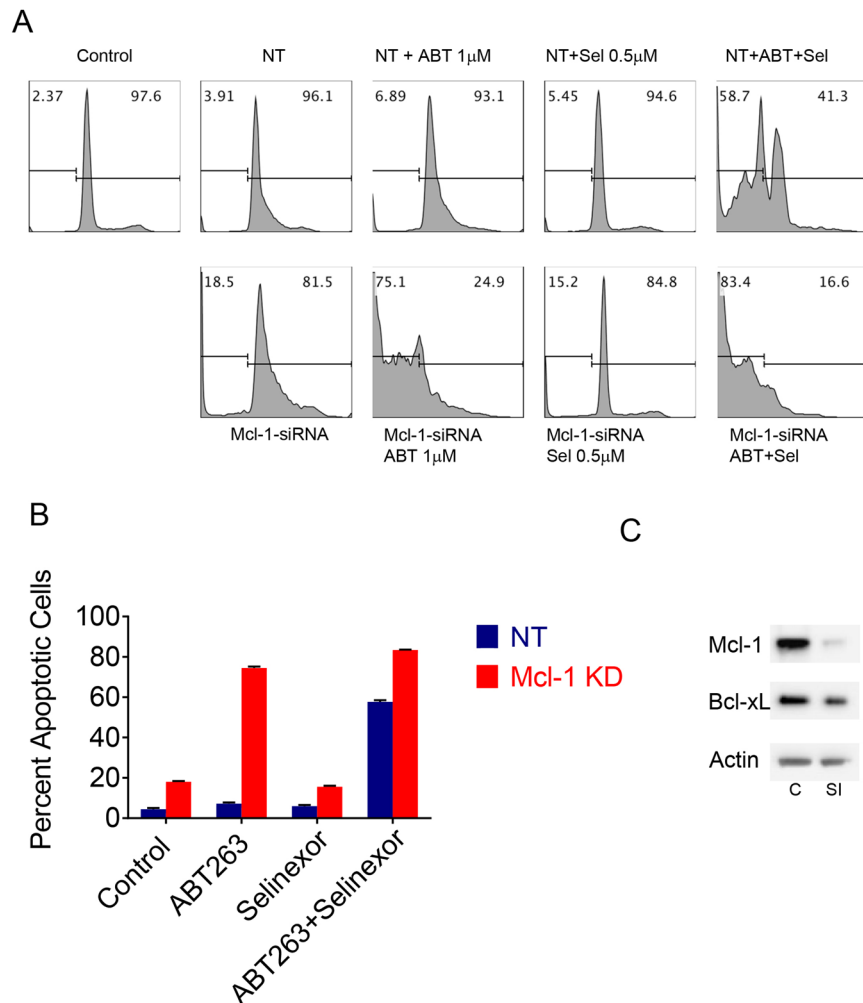 A
Control
NT
NT + ABT 1μM
NT+Sel 0.5μM
NT+ABT+Sel
2.37 97.6
3.91 96.1
6.89 93.1
5.45 94.6
58.7 41.3
18.5 81.5
75.1 24.9
15.2 84.8
83.4 16.6
Mcl-1-siRNA
Mcl-1-siRNA
ABT 1μM
Mcl-1-siRNA
Sel 0.5μM
Mcl-1-siRNA
ABT+Sel
B
Percent Apoptotic Cells
100
80
60
40
20
0
Control
ABT263
Selinexor
ABT263+Selinexor
NT
Mcl-1 KD
C
Mcl-1
Bcl-xL
Actin
C SI